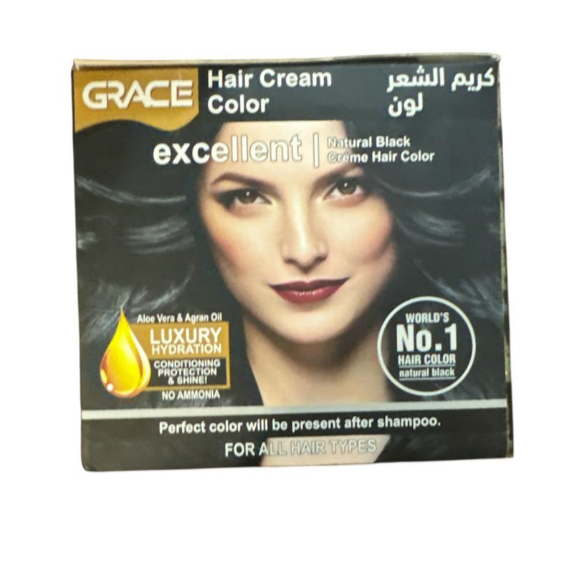 GRACE
Hair Cream
Color
كريم الشعر
لون
excellent
Natural Black
Créme Hair Color
Aloe Vera & Agran Oil
LUXURY
HYDRATION
CONDITIONING
PROTECTION
& SHINE!
NO AMMONIA
WORLD'S
No.1
HAIR COLOR
natural black
Perfect color will be present after shampoo.
FOR ALL HAIR TYPES